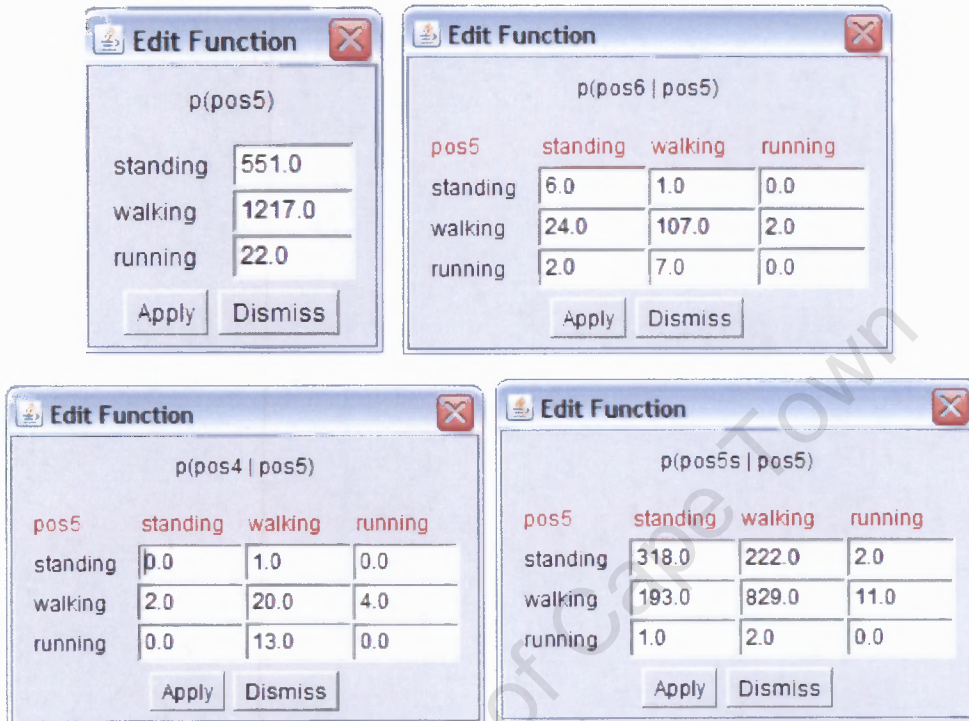 Edit Function
p(pos5)
standing 551.0
walking 1217.0
running 22.0
Apply Dismiss
Edit Function
p(pos6 | pos5)
pos5 standing walking running
standing 6.0 1.0 0.0
walking 24.0 107.0 2.0
running 2.0 7.0 0.0
Apply Dismiss
Edit Function
p(pos4 | pos5)
pos5 standing walking running
standing 0.0 1.0 0.0
walking 2.0 20.0 4.0
running 0.0 13.0 0.0
Apply Dismiss
Edit Function
p(pos5s | pos5)
pos5 standing walking running
standing 318.0 222.0 2.0
walking 193.0 829.0 11.0
running 1.0 2.0 0.0
Apply Dismiss
of Cape Town